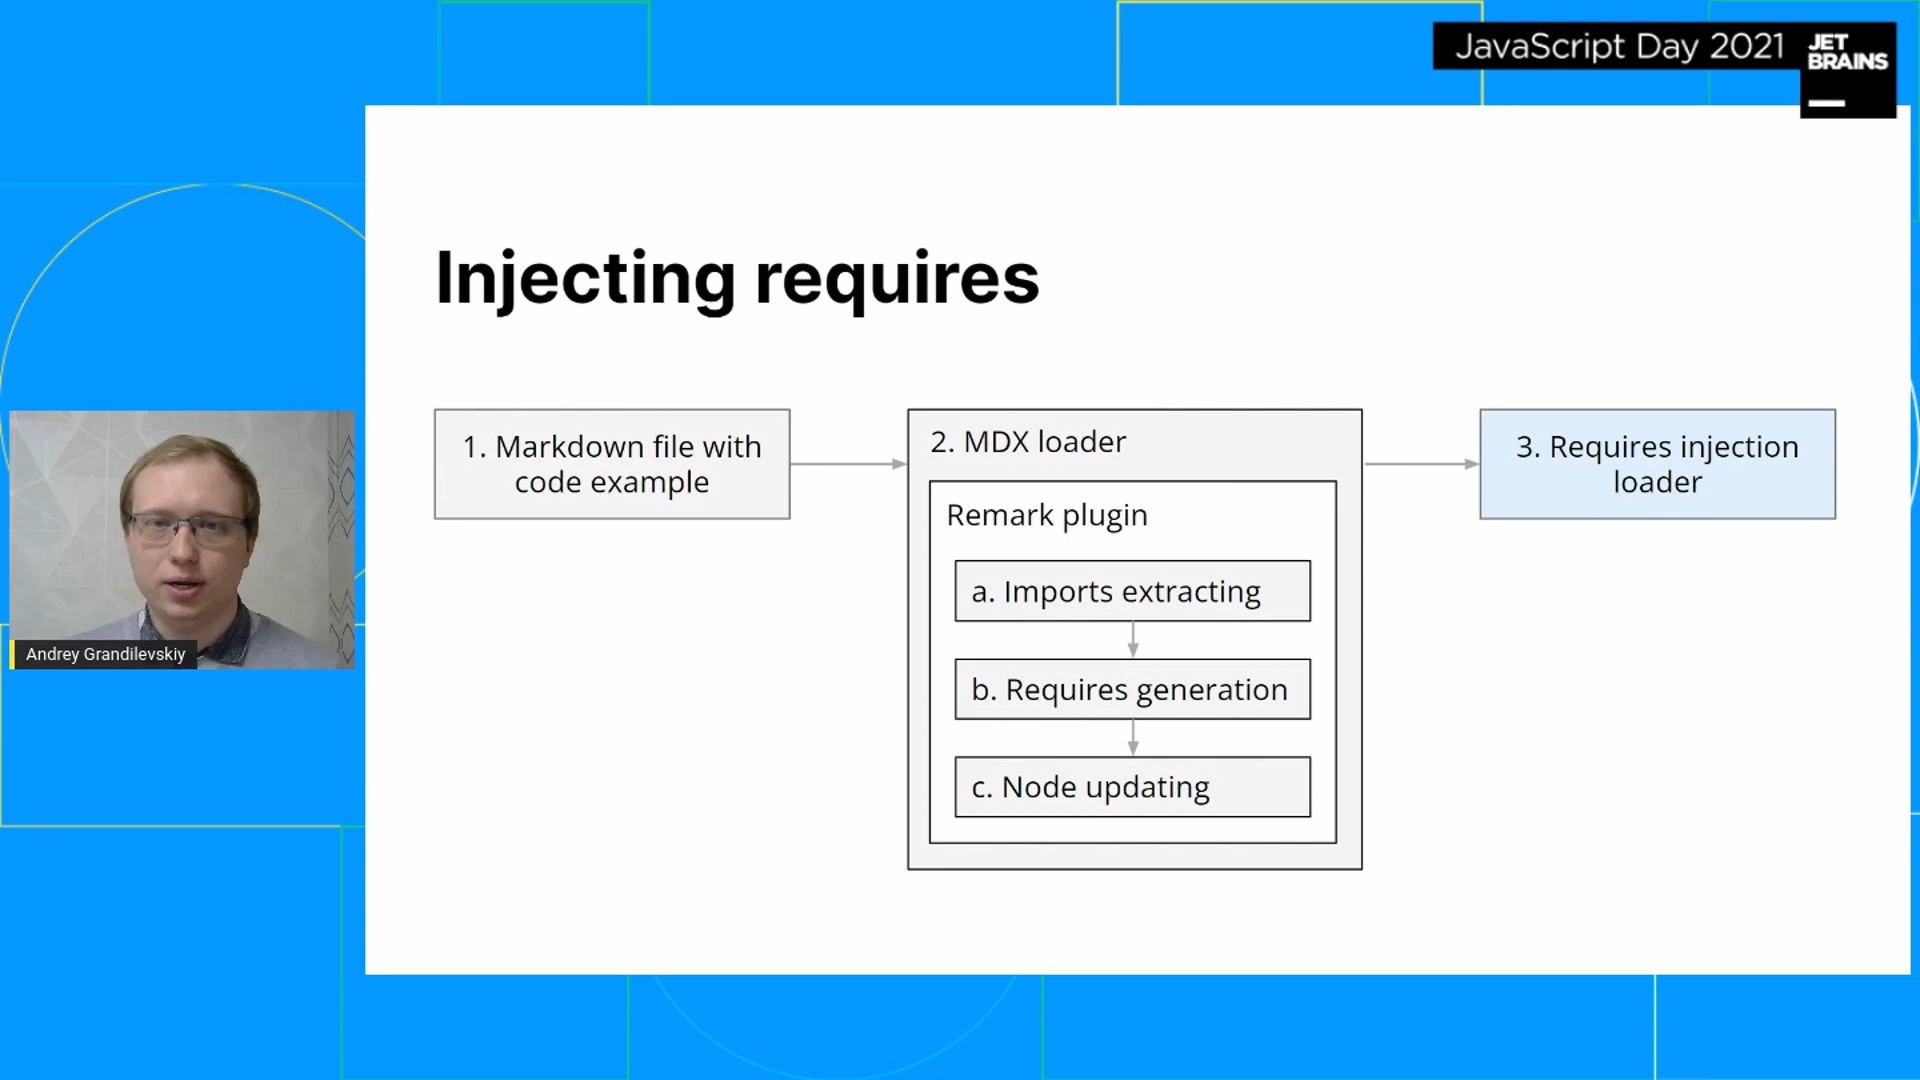 JavaScript Day 2021
JET
BRAINS
Injecting requires
1. Markdown file with
code example
2. MDX loader
Remark plugin
a. Imports extracting
b. Requires generation
c. Node updating
3. Requires injection
loader
Andrey Grandilevskiy